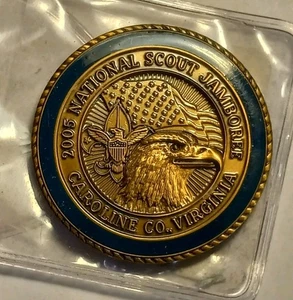 2005 NATIONAL SCOUT JAMBOREE
CAROLINE CO., VIRGINIA